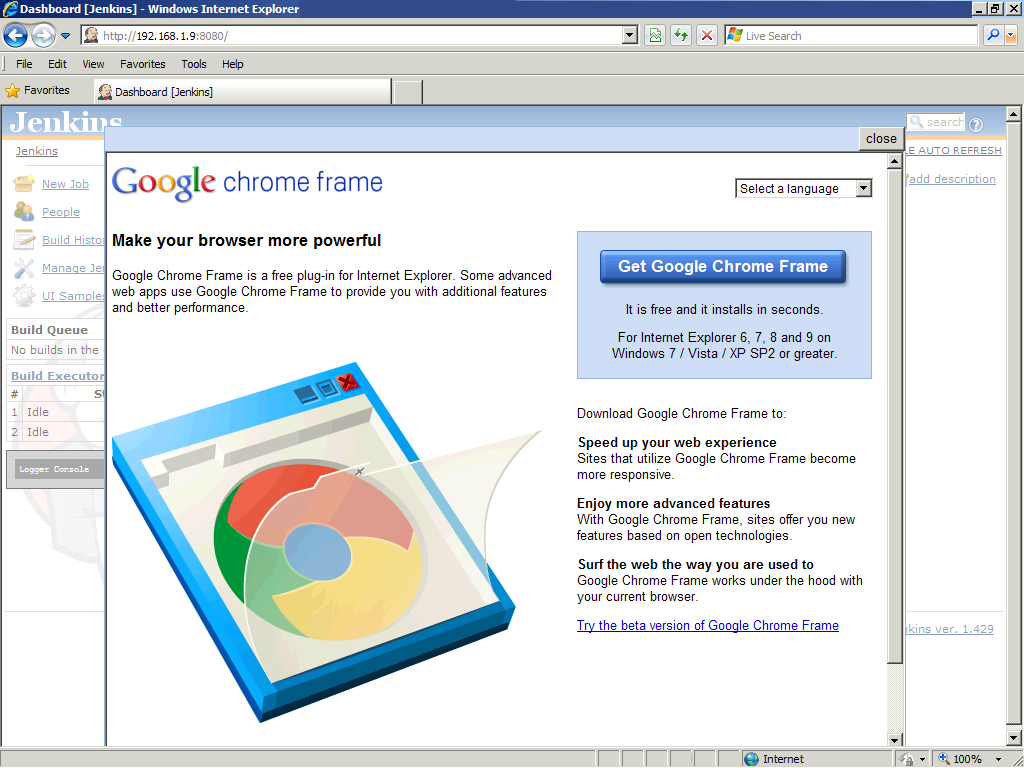 Dashboard [Jenkins] - Windows Internet Explorer
http://192.168.1.9:8080/
Live Search
File Edit View Favorites Tools Help
Favorites
Dashboard [Jenkins]
Jenkins
search
close
Jenkins
AUTO REFRESH
Google chrome frame
Select a language
New Job
add description
People
Build Histo
Manage Je
UI Samples
Make your browser more powerful
Google Chrome Frame is a free plug-in for Internet Explorer. Some advanced
web apps use Google Chrome Frame to provide you with additional features
and better performance.
Get Google Chrome Frame
It is free and it installs in seconds.
For Internet Explorer 6, 7, 8 and 9 on
Windows 7 / Vista / XP SP2 or greater.
Build Queue
No builds in the
Build Executor
# St
1 Idle
2 Idle
Logger Console
Download Google Chrome Frame to:
Speed up your web experience
Sites that utilize Google Chrome Frame become
more responsive.
Enjoy more advanced features
With Google Chrome Frame, sites offer you new
features based on open technologies.
Surf the web the way you are used to
Google Chrome Frame works under the hood with
your current browser.
Try the beta version of Google Chrome Frame
kins ver. 1.429
Internet
100%